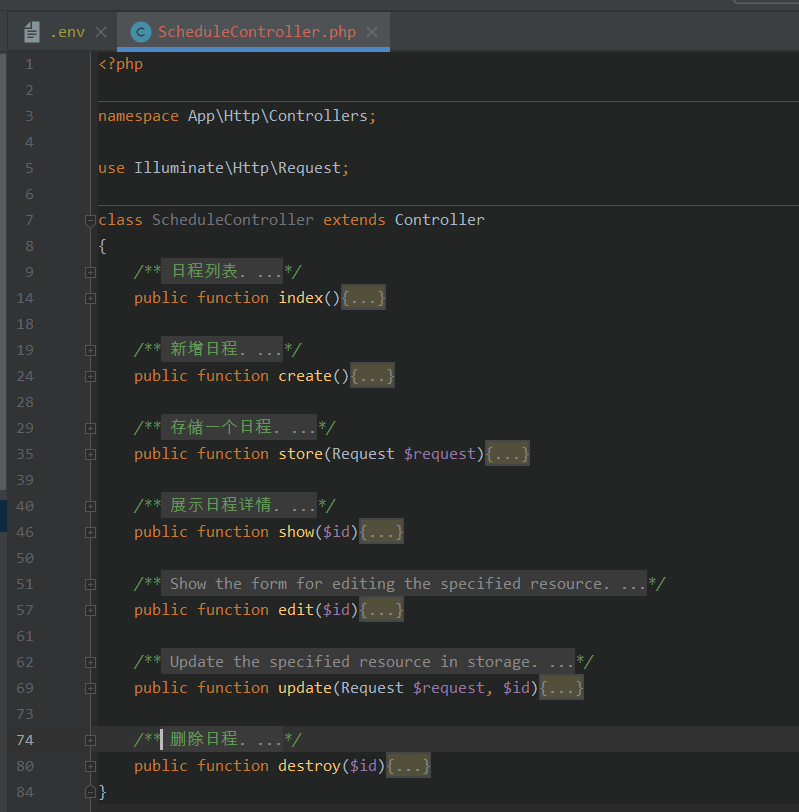 .env
C ScheduleController.php
1 <?php
2
3 namespace App\Http\Controllers;
4
5 use Illuminate\Http\Request;
6
7 class ScheduleController extends Controller
8 {
9 /** 日程列表. ...*/
14 public function index(){...}
18
19 /** 新增日程. ...*/
24 public function create(){...}
28
29 /** 存储一个日程. ...*/
35 public function store(Request $request){...}
39
40 /** 展示日程详情. ...*/
46 public function show($id){...}
50
51 /** Show the form for editing the specified resource. ...*/
57 public function edit($id){...}
61
62 /** Update the specified resource in storage. ...*/
69 public function update(Request $request, $id){...}
73
74 /** 删除日程. ...*/
80 public function destroy($id){...}
84 }